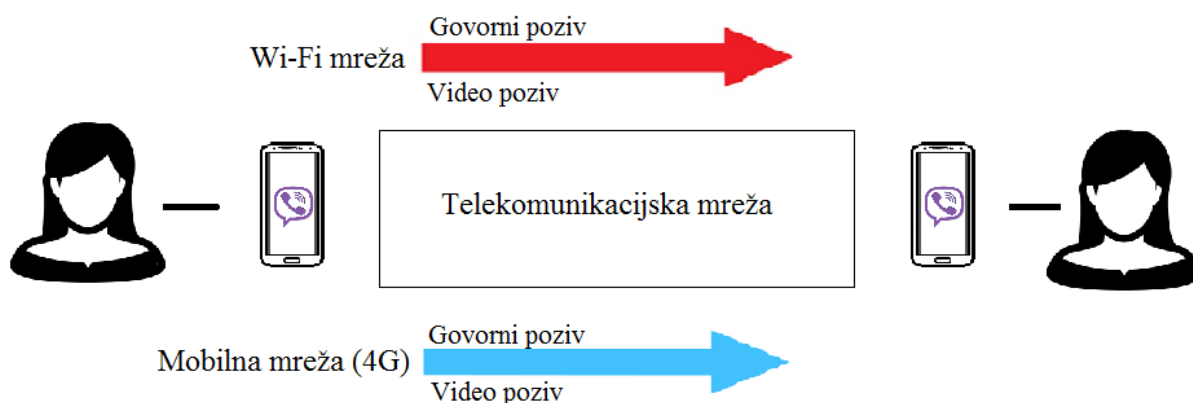 Govorni poziv
Wi-Fi mreža
Video poziv
Telekomunikacijska mreža
Govorni poziv
Mobilna mreža (4G)
Video poziv